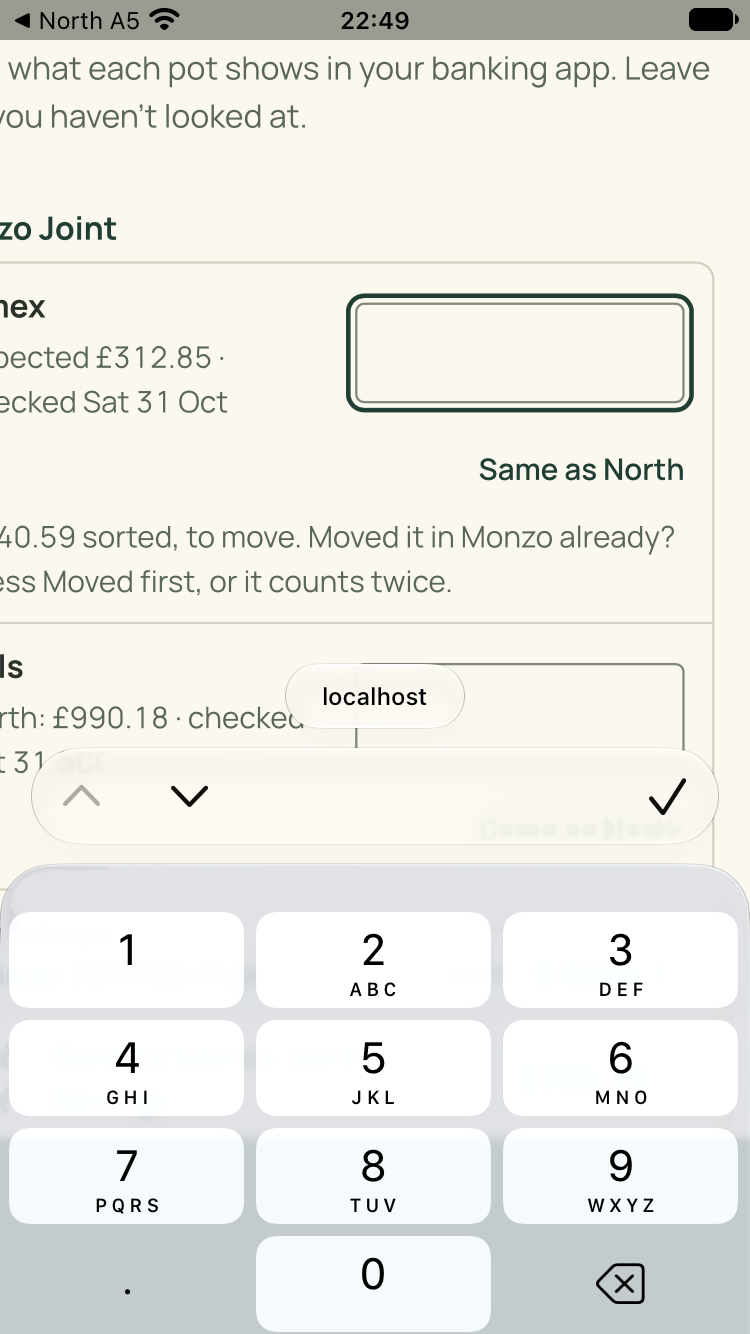 North A5
22:49
what each pot shows in your banking app. Leave
you haven't looked at.
zo Joint
nex
pected £312.85 ·
ecked Sat 31 Oct
Same as North
40.59 sorted, to move. Moved it in Monzo already?
ess Moved first, or it counts twice.
ls
rth: £990.18 · checked
t 31
localhost
1
2
ABC
3
DEF
4
GHI
5
JKL
6
MNO
7
PQRS
8
TUV
9
WXYZ
.
0